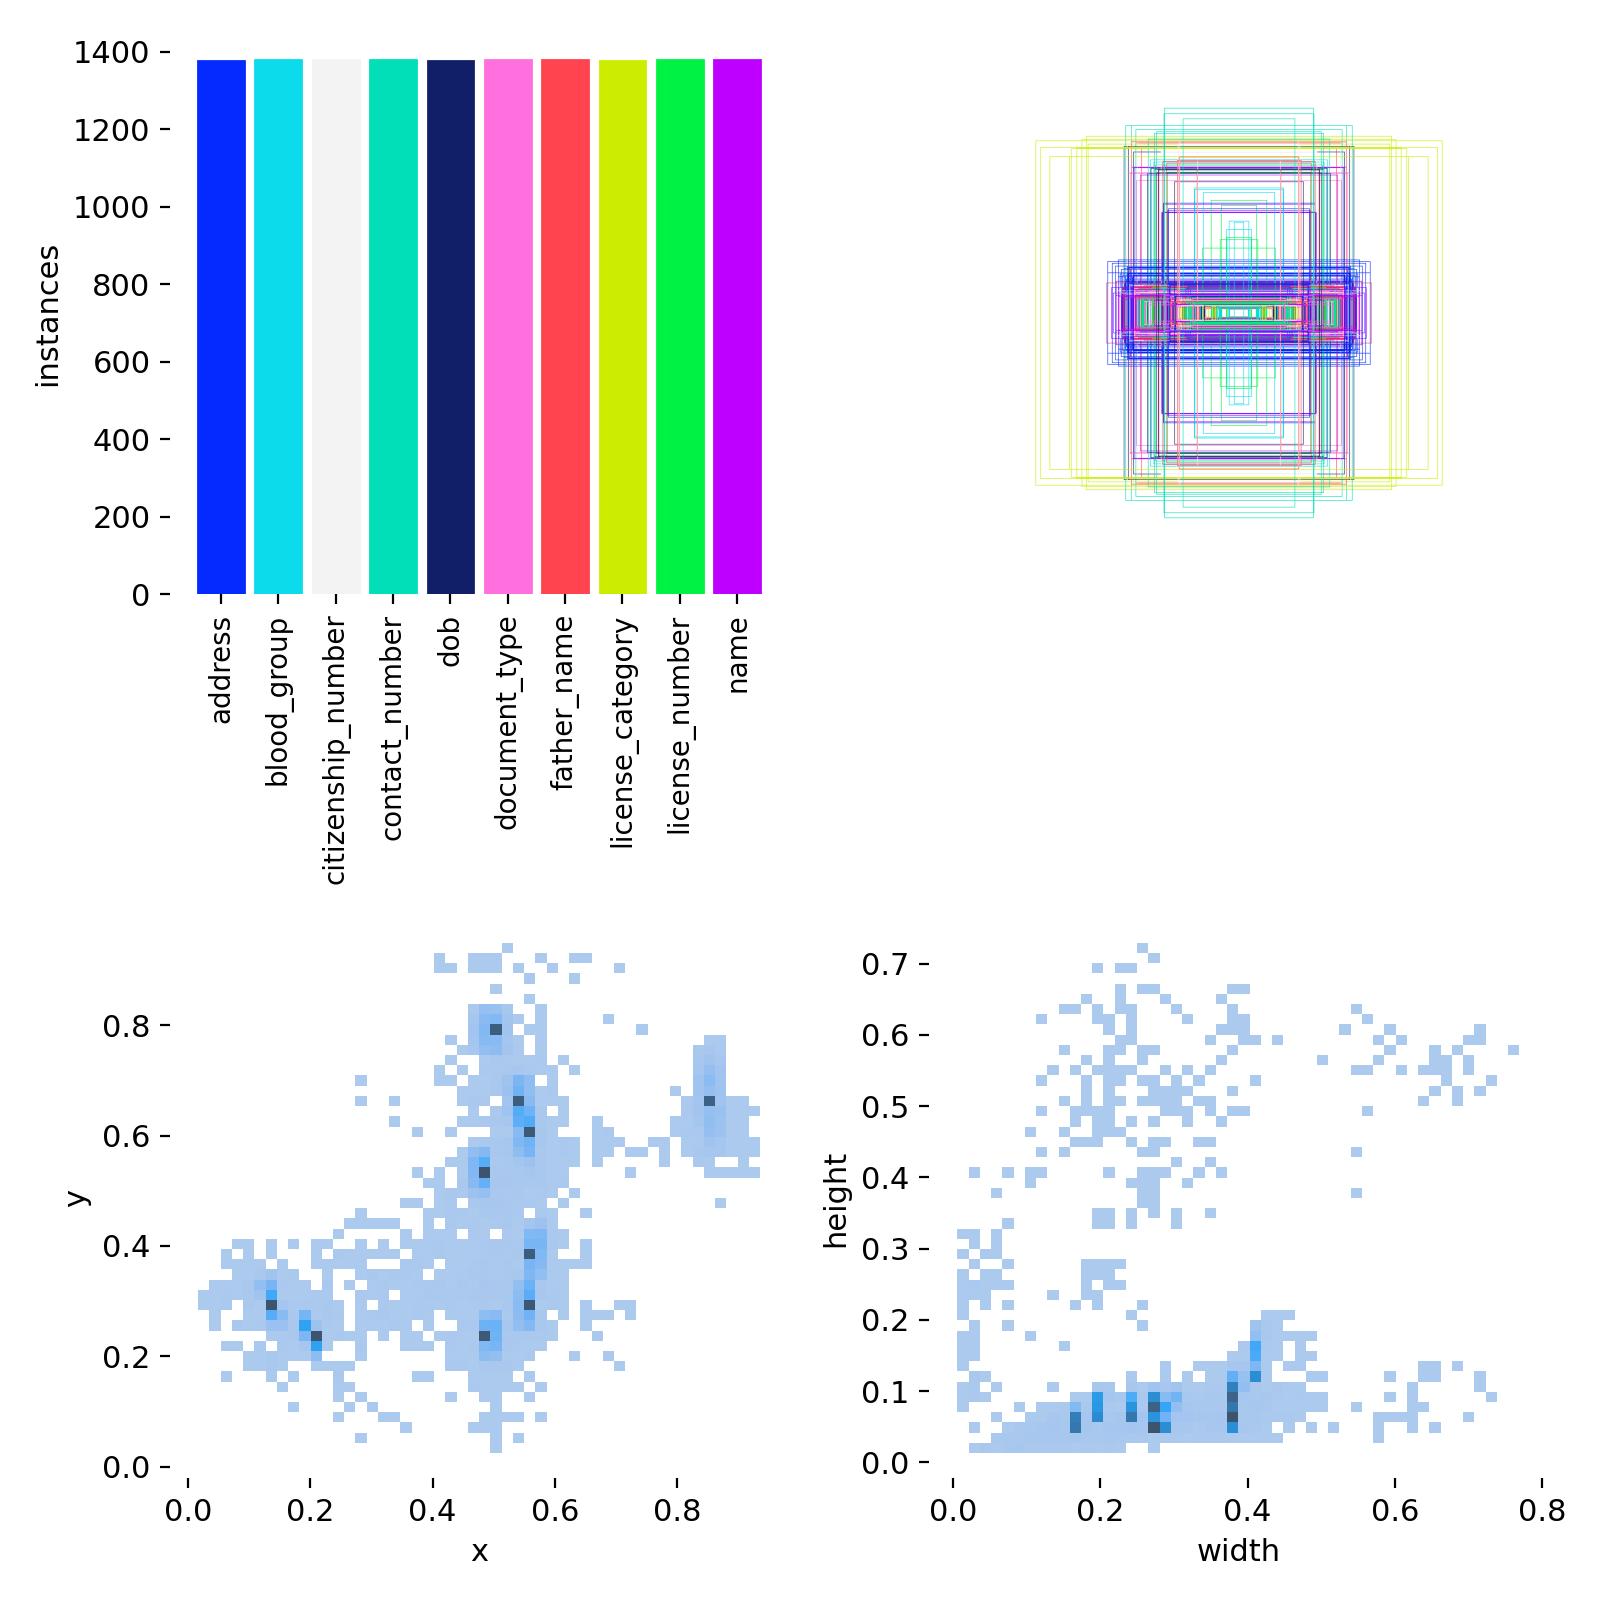 1400
1200
1000
800
600
400
200
0
instances
address
blood_group
citizenship_number
contact_number
dob
document_type
father_name
license_category
license_number
name
0.8
0.6
0.4
0.2
0.0
y
0.0 0.2 0.4 0.6 0.8
x
0.7
0.6
0.5
0.4
0.3
0.2
0.1
0.0
height
0.0 0.2 0.4 0.6 0.8
width